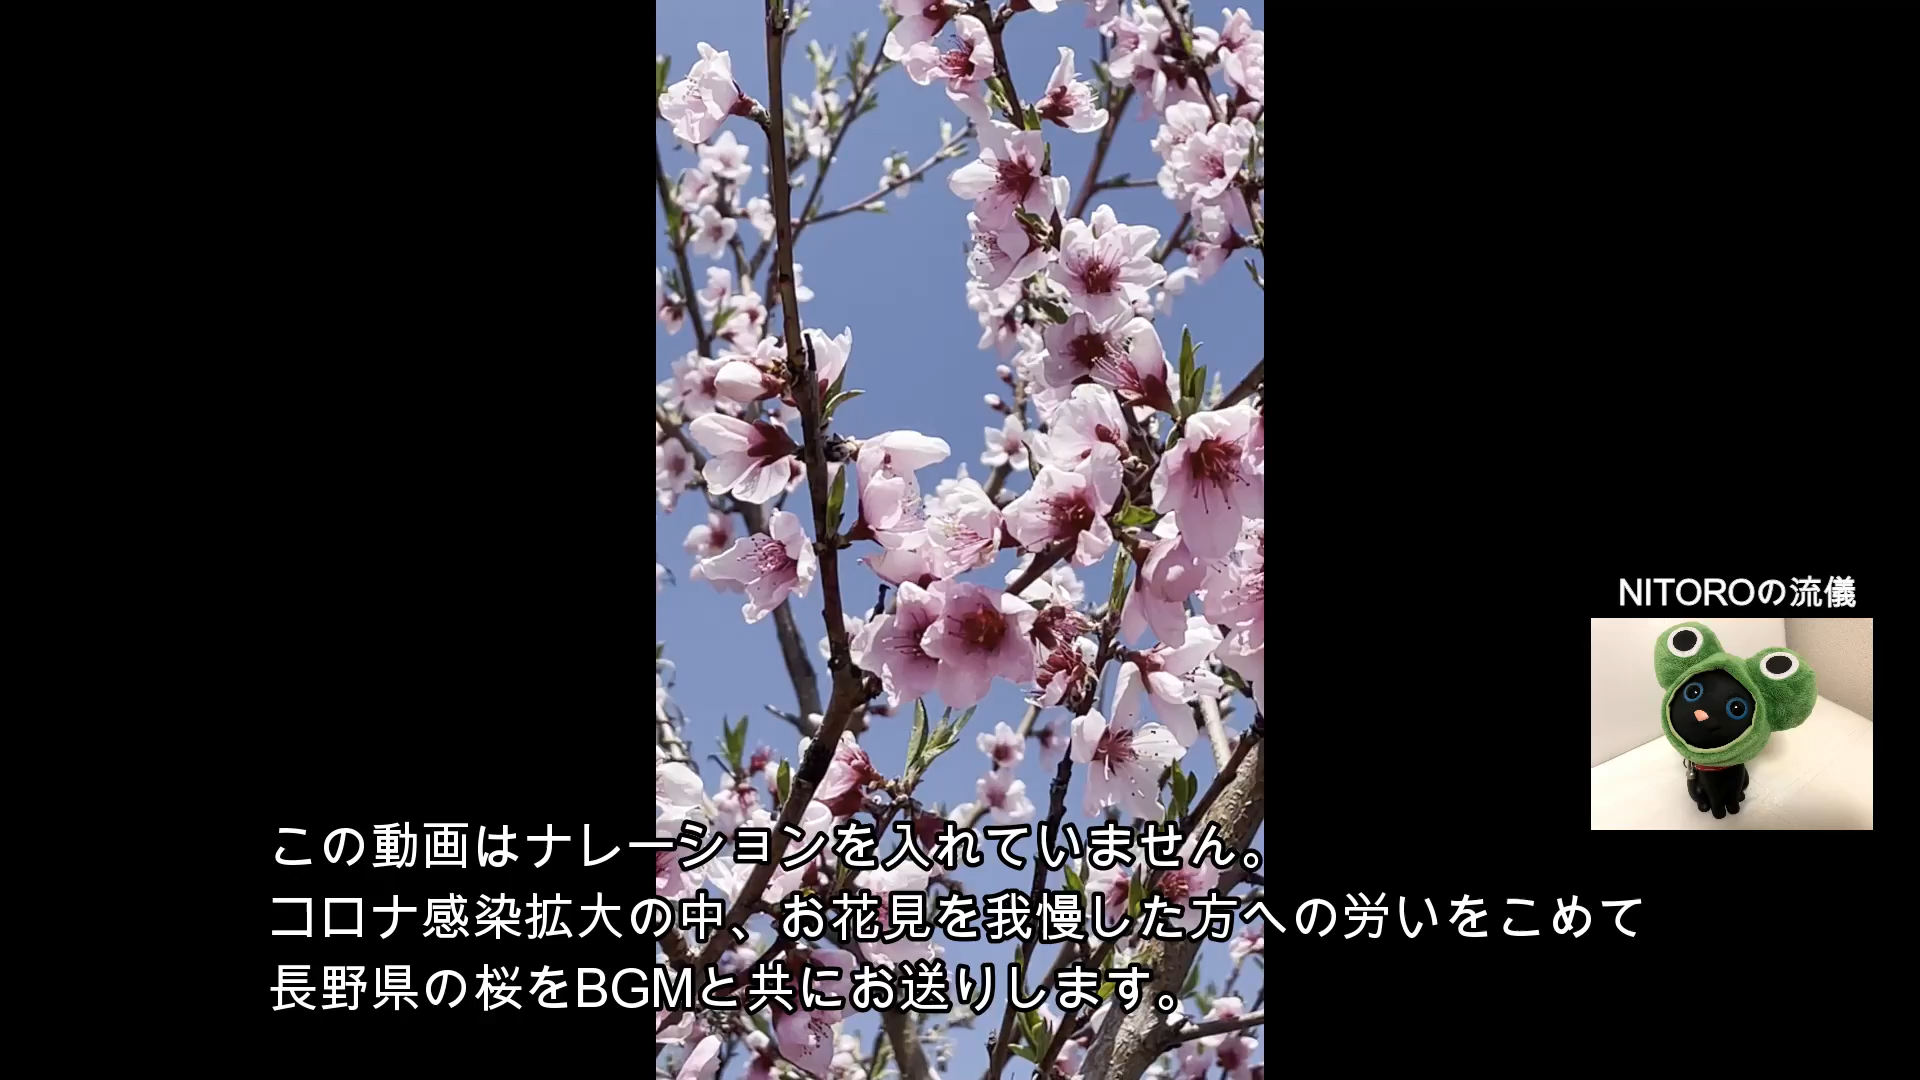 NITOROの流儀
この動画はナレーションを入れていません。
コロナ感染拡大の中、お花見を我慢した方への労いをこめて
長野県の桜をBGMと共にお送りします。